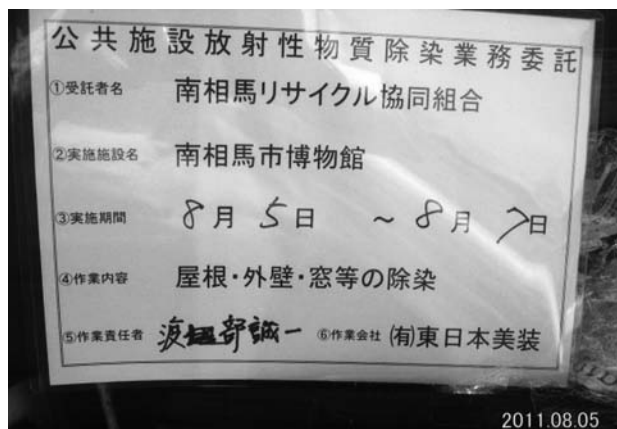 公共施設放射性物質除染業務委託
①受託者名 南相馬リサイクル協同組合
②実施施設名 南相馬市博物館
③実施期間 8月5日 ~8月7日
④作業内容 屋根・外壁・窓等の除染
⑤作業責任者 渡部誠一 ⑥作業会社 (有)東日本美装
2011.08.05